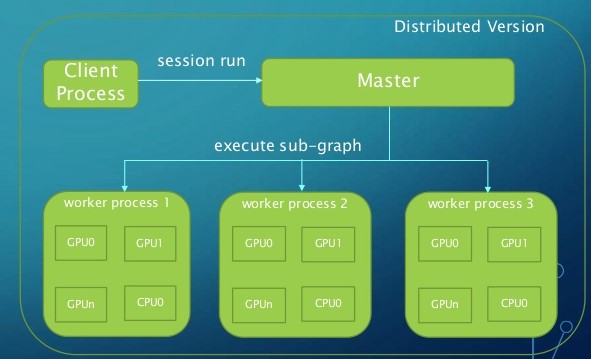 Distributed Version
Client
Process
session run
Master
execute sub-graph
worker process 1
GPU0
GPU1
GPUn
CPU0
worker process 2
GPU0
GPU1
GPUn
CPU0
worker process 3
GPU0
GPU1
GPUn
CPU0